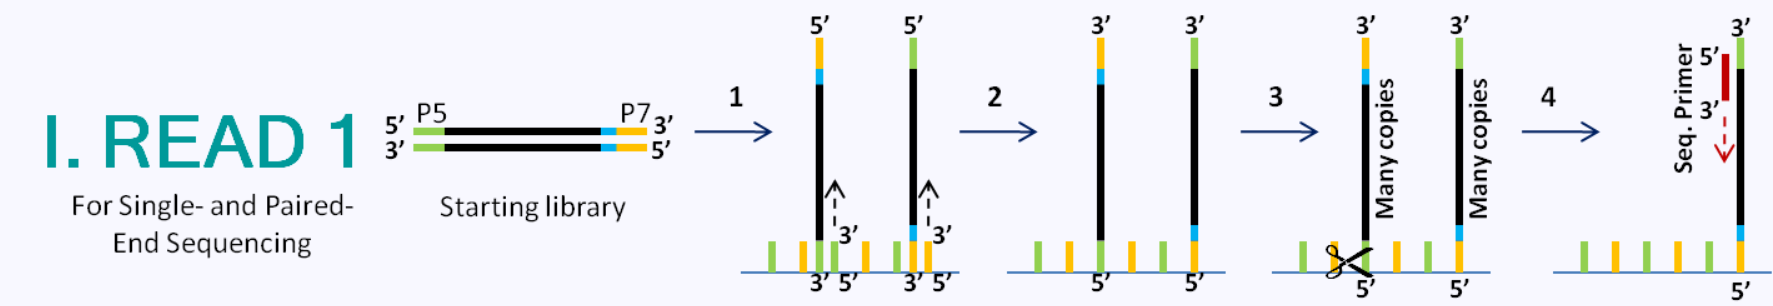 I. READ 1
For Single- and Paired-
End Sequencing
P5 P7
5’ 3’
3’ 5’
Starting library
1
5’ 5’
3’ 3’
3’ 5’ 3’ 5’
2
3’ 3’
5’ 5’
3
3’ 3’
Many copies
Many copies
5’ 5’
4
Seq. Primer
3’
5’
3’
5’